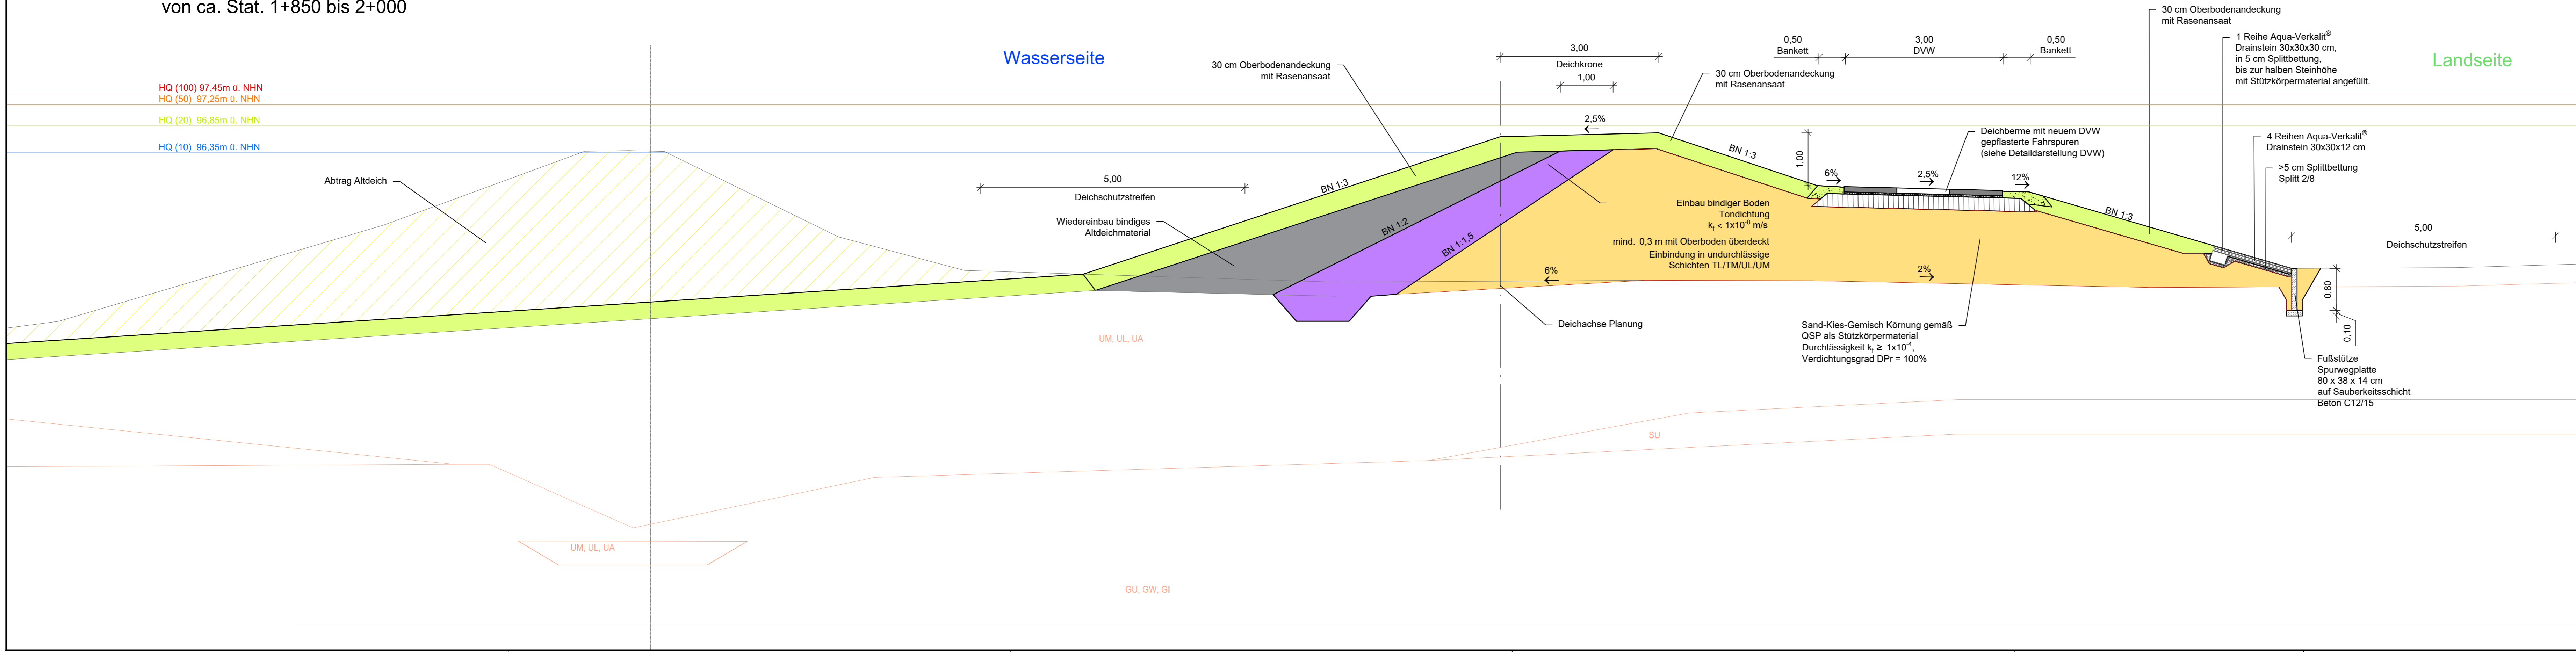 von ca. Stat. 1+850 bis 2+000
Wasserseite
Landseite
HQ (100) 97,45m ü. NHN
HQ (50) 97,25m ü. NHN
HQ (20) 96,85m ü. NHN
HQ (10) 96,35m ü. NHN
Abtrag Altdeich
5,00
Deichschutzstreifen
Wiedereinbau bindiges
Altdeichmaterial
30 cm Oberbodenandeckung
mit Rasenansaat
BN 1:3
BN 1:2
BN 1:1,5
3,00
Deichkrone
1,00
2,5%
30 cm Oberbodenandeckung
mit Rasenansaat
BN 1:3
1,00
Einbau bindiger Boden
Tondichtung
kf < 1x10⁻⁸ m/s
mind. 0,3 m mit Oberboden überdeckt
Einbindung in undurchlässige
Schichten TL/TM/UL/UM
6%
2%
Deichachse Planung
0,50
Bankett
3,00
DVW
0,50
Bankett
6%
2,5%
12%
Deichberme mit neuem DVW
gepflasterte Fahrspuren
(siehe Detaildarstellung DVW)
BN 1:3
Sand-Kies-Gemisch Körnung gemäß
QSP als Stützkörpermaterial
Durchlässigkeit kf ≥ 1x10⁻⁴,
Verdichtungsgrad DPr = 100%
30 cm Oberbodenandeckung
mit Rasenansaat
1 Reihe Aqua-Verkalit®
Drainstein 30x30x30 cm,
in 5 cm Splittbettung,
bis zur halben Steinhöhe
mit Stützkörpermaterial angefüllt.
4 Reihen Aqua-Verkalit®
Drainstein 30x30x12 cm
>5 cm Splittbettung
Splitt 2/8
5,00
Deichschutzstreifen
0,80
0,10
Fußstütze
Spurwegplatte
80 x 38 x 14 cm
auf Sauberkeitsschicht
Beton C12/15
UM, UL, UA
SU
UM, UL, UA
GU, GW, GI